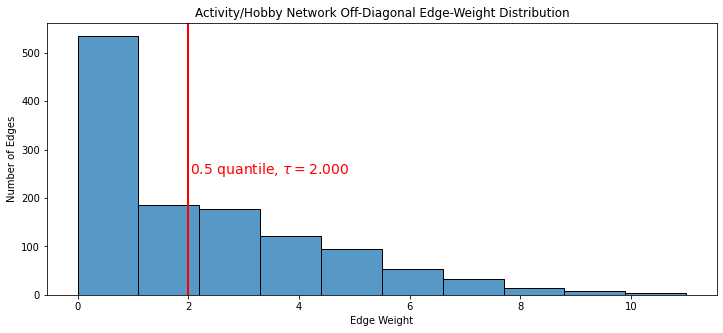 Activity/Hobby Network Off-Diagonal Edge-Weight Distribution
Number of Edges
500
400
300
200
100
0
0.5 quantile, τ = 2.000
0 2 4 6 8 10
Edge Weight